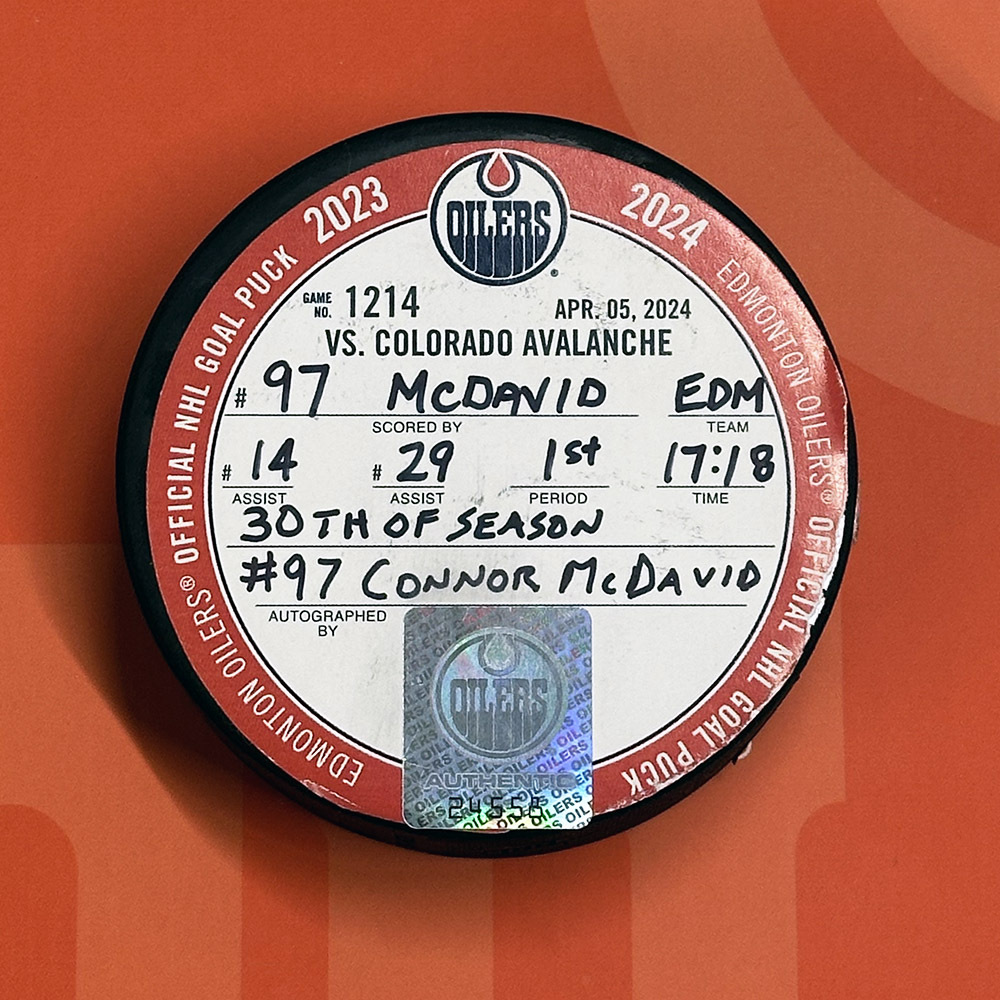 OILERS
2023
2024
EDMONTON OILERS® OFFICIAL NHL GOAL PUCK
EDMONTON OILERS® OFFICIAL NHL GOAL PUCK
GAME NO. 1214
APR. 05, 2024
VS. COLORADO AVALANCHE
# 97 McDAVID EDM
SCORED BY TEAM
# 14 # 29 1st 17:18
ASSIST ASSIST PERIOD TIME
30TH OF SEASON
#97 CONNOR McDAVID
AUTOGRAPHED BY
OILERS
AUTHENTIC
24558